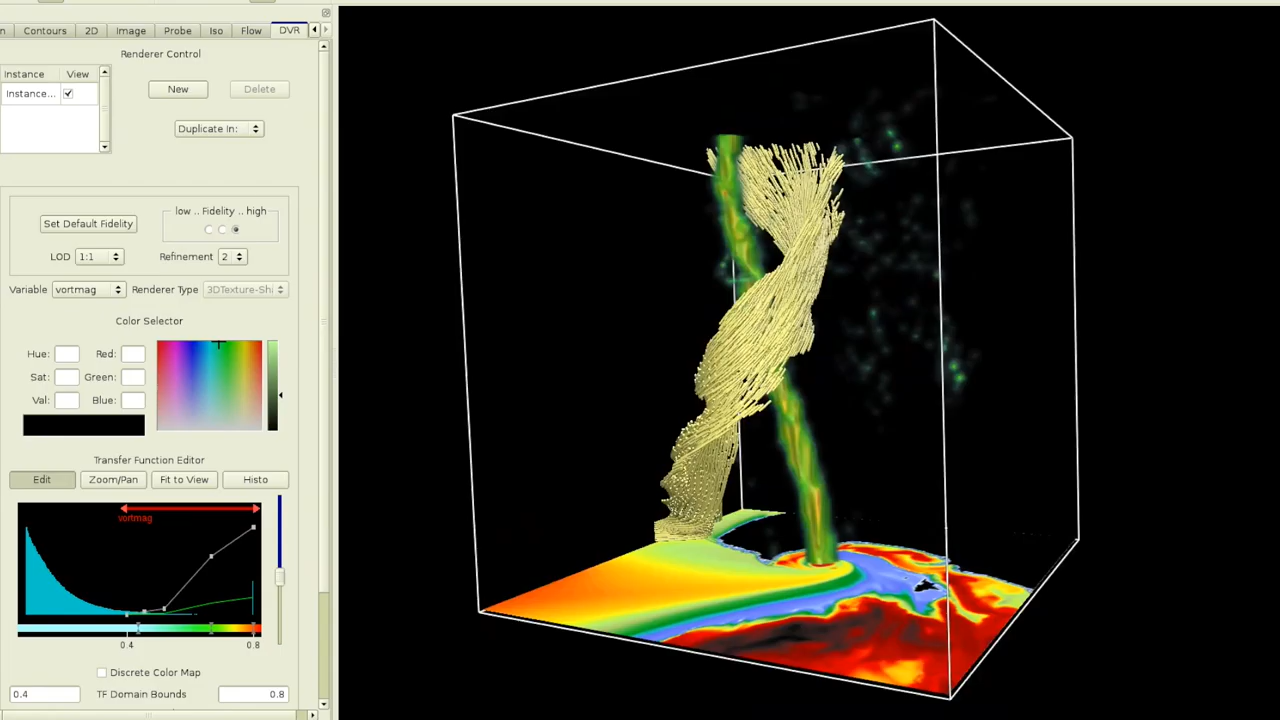 n Contours 2D Image Probe Iso Flow DVR
Renderer Control
Instance View
Instance...
New Delete
Duplicate In:
Set Default Fidelity
low .. Fidelity .. high
LOD 1:1 Refinement 2
Variable vortmag Renderer Type 3DTexture-Shi
Color Selector
Hue: Red:
Sat: Green:
Val: Blue:
Transfer Function Editor
Edit Zoom/Pan Fit to View Histo
vortmag
0.4 0.8
Discrete Color Map
0.4 TF Domain Bounds 0.8